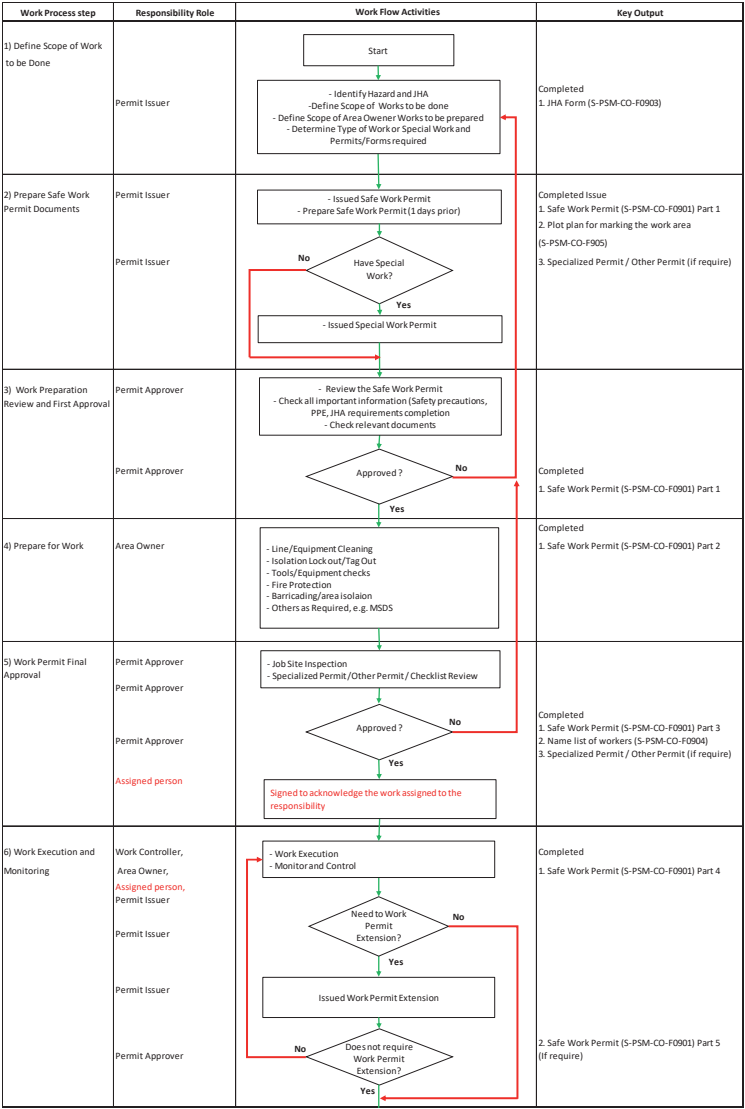 Work Process step
Responsibility Role
Work Flow Activities
Key Output
1) Define Scope of Work
to be Done
Permit Issuer
Start
- Identify Hazard and JHA
-Define Scope of Works to be done
- Define Scope of Area Owener Works to be prepared
- Determine Type of Work or Special Work and
Permits/Forms required
Completed
1. JHA Form (S-PSM-CO-F0903)
2) Prepare Safe Work
Permit Documents
Permit Issuer
Permit Issuer
- Issued Safe Work Permit
- Prepare Safe Work Permit (1 days prior)
No
Have Special
Work?
Yes
- Issued Special Work Permit
Completed Issue
1. Safe Work Permit (S-PSM-CO-F0901) Part 1
2. Plot plan for marking the work area
(S-PSM-CO-F905)
3. Specialized Permit / Other Permit (if require)
3) Work Preparation
Review and First Approval
Permit Approver
Permit Approver
- Review the Safe Work Permit
- Check all important information (Safety precautions,
PPE, JHA requirements completion
- Check relevant documents
Approved ?
No
Yes
Completed
1. Safe Work Permit (S-PSM-CO-F0901) Part 1
4) Prepare for Work
Area Owner
- Line/Equipment Cleaning
- Isolation Lock out/Tag Out
- Tools/Equipment checks
- Fire Protection
- Barricading/area isolaion
- Others as Required, e.g. MSDS
Completed
1. Safe Work Permit (S-PSM-CO-F0901) Part 2
5) Work Permit Final
Approval
Permit Approver
Permit Approver
Permit Approver
Assigned person
- Job Site Inspection
- Specialized Permit/Other Permit/ Checklist Review
Approved ?
No
Yes
Signed to acknowledge the work assigned to the
responsibility
Completed
1. Safe Work Permit (S-PSM-CO-F0901) Part 3
2. Name list of workers (S-PSM-CO-F0904)
3. Specialized Permit / Other Permit (if require)
6) Work Execution and
Monitoring
Work Controller,
Area Owner,
Assigned person,
Permit Issuer
Permit Issuer
Permit Issuer
Permit Approver
- Work Execution
- Monitor and Control
Need to Work
Permit
Extension?
No
Yes
Issued Work Permit Extension
No
Does not require
Work Permit
Extension?
Yes
Completed
1. Safe Work Permit (S-PSM-CO-F0901) Part 4
2. Safe Work Permit (S-PSM-CO-F0901) Part 5
(If require)